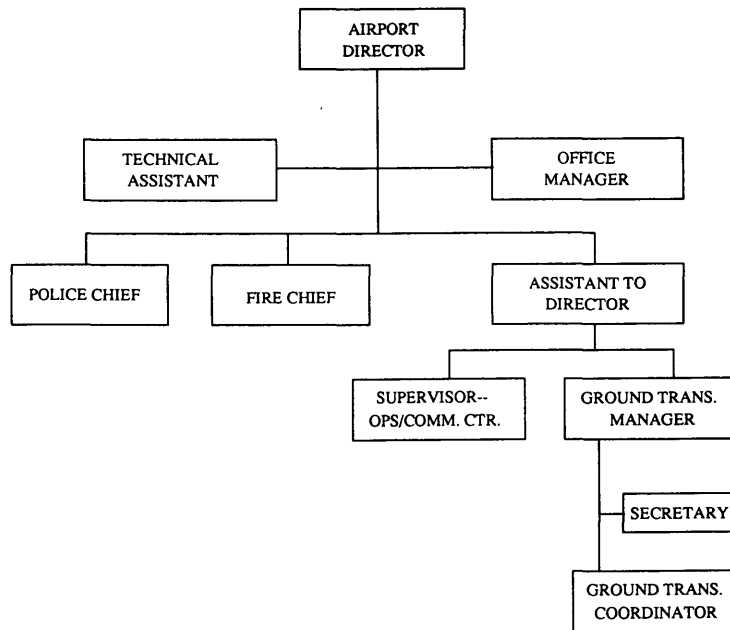 AIRPORT
DIRECTOR
TECHNICAL
ASSISTANT
OFFICE
MANAGER
POLICE CHIEF
FIRE CHIEF
ASSISTANT TO
DIRECTOR
SUPERVISOR--
OPS/COMM. CTR.
GROUND TRANS.
MANAGER
SECRETARY
GROUND TRANS.
COORDINATOR